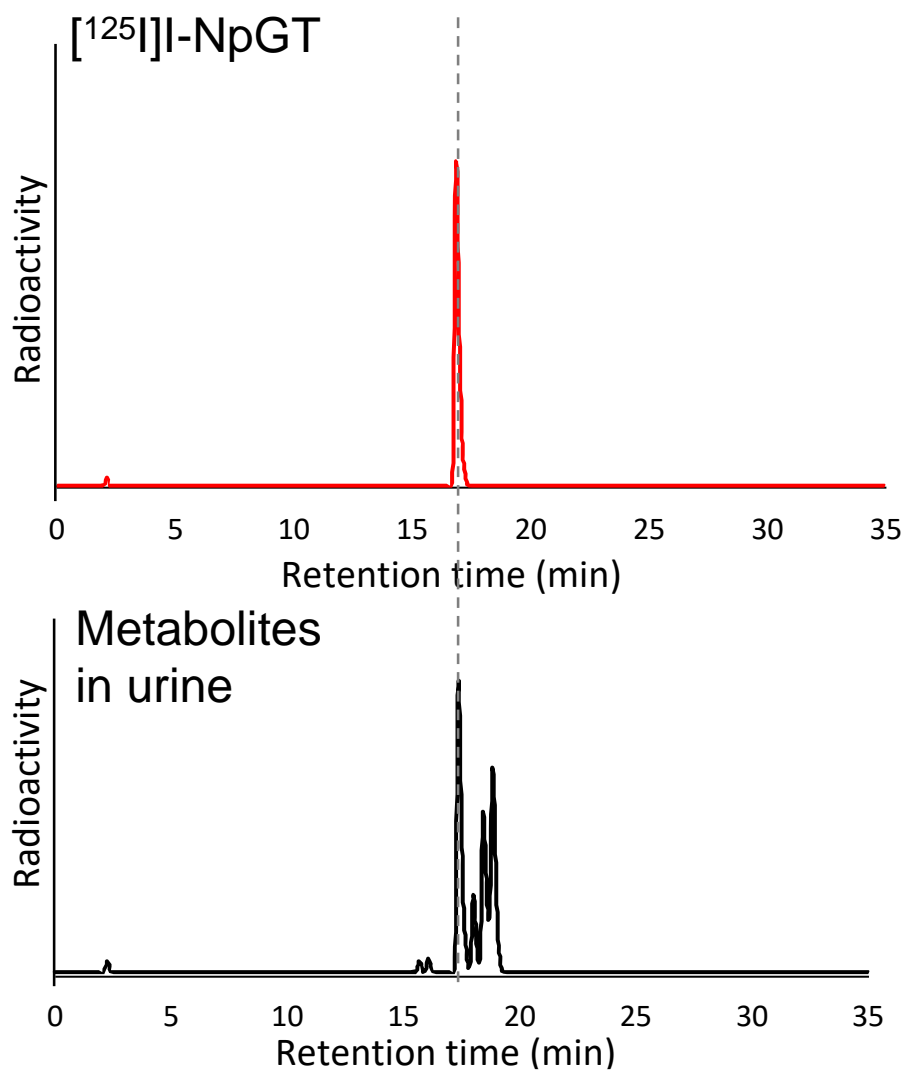 [¹²⁵I]I-NpGT
Radioactivity
0 5 10 15 20 25 30 35
Retention time (min)
Metabolites
in urine
Radioactivity
0 5 10 15 20 25 30 35
Retention time (min)